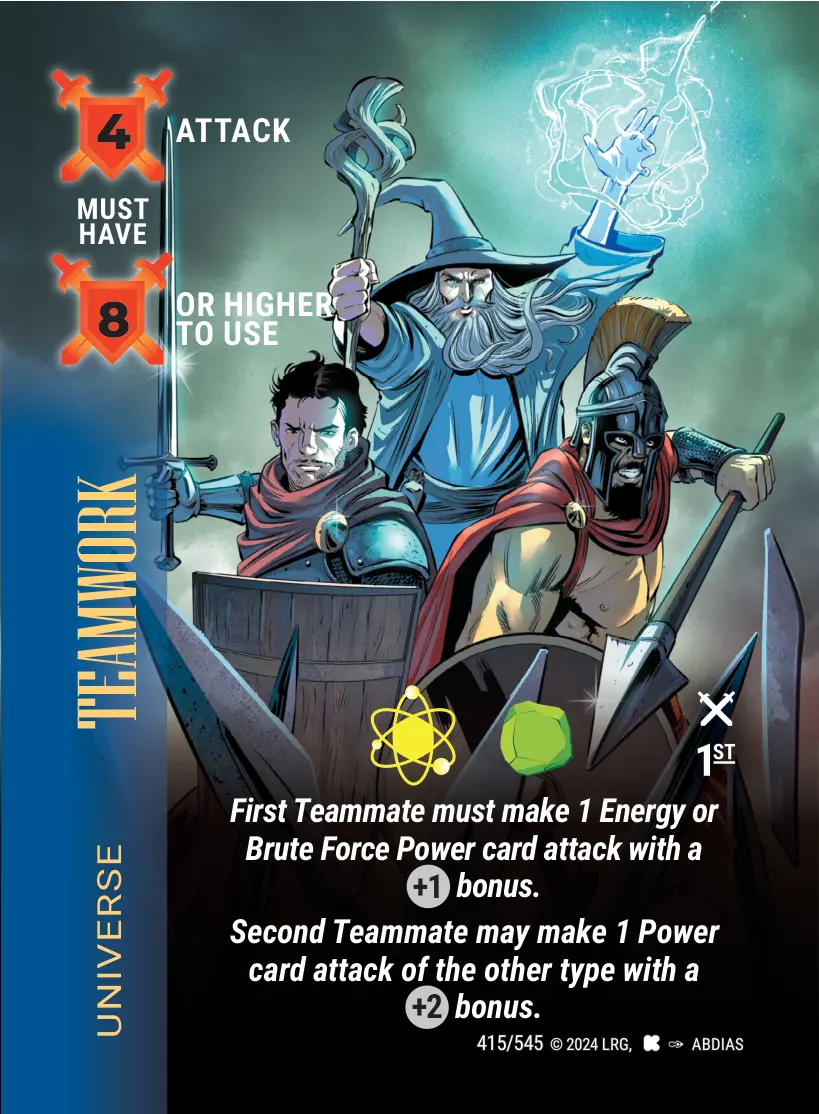 4 ATTACK
MUST
HAVE
8 OR HIGHER
TO USE
TEAMWORK
UNIVERSE
1ST
First Teammate must make 1 Energy or
Brute Force Power card attack with a
+1 bonus.
Second Teammate may make 1 Power
card attack of the other type with a
+2 bonus.
415/545 © 2024 LRG, ABDIAS